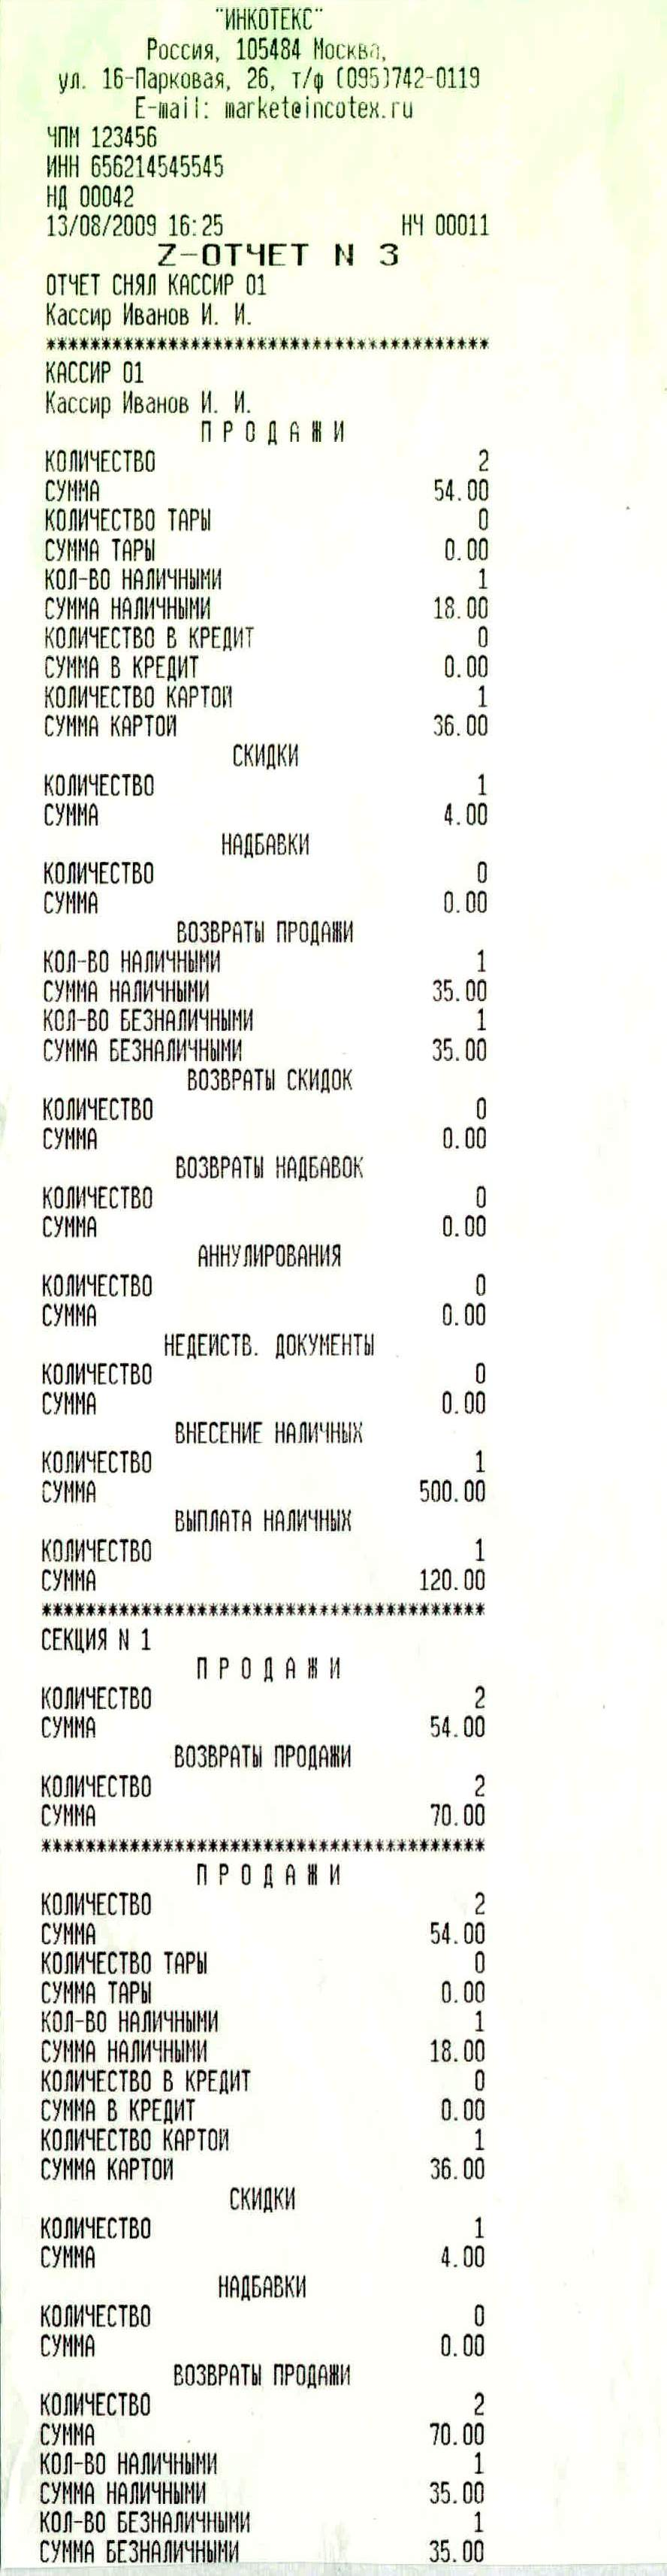 "ИНКОТЕКС"
Россия, 105484 Москва,
ул. 16-Парковая, 26, т/ф (095)742-0119
E-mail: market@incotex.ru
ЧПМ 123456
ИНН 656214545545
НД 00042
13/08/2009 16:25 НЧ 00011
Z-ОТЧЕТ N 3
ОТЧЕТ СНЯЛ КАССИР 01
Кассир Иванов И. И.
****************************************
КАССИР 01
Кассир Иванов И. И.
П Р О Д А Ж И
КОЛИЧЕСТВО 2
СУММА 54.00
КОЛИЧЕСТВО ТАРЫ 0
СУММА ТАРЫ 0.00
КОЛ-ВО НАЛИЧНЫМИ 1
СУММА НАЛИЧНЫМИ 18.00
КОЛИЧЕСТВО В КРЕДИТ 0
СУММА В КРЕДИТ 0.00
КОЛИЧЕСТВО КАРТОЙ 1
СУММА КАРТОЙ 36.00
СКИДКИ
КОЛИЧЕСТВО 1
СУММА 4.00
НАДБАВКИ
КОЛИЧЕСТВО 0
СУММА 0.00
ВОЗВРАТЫ ПРОДАЖИ
КОЛ-ВО НАЛИЧНЫМИ 1
СУММА НАЛИЧНЫМИ 35.00
КОЛ-ВО БЕЗНАЛИЧНЫМИ 1
СУММА БЕЗНАЛИЧНЫМИ 35.00
ВОЗВРАТЫ СКИДОК
КОЛИЧЕСТВО 0
СУММА 0.00
ВОЗВРАТЫ НАДБАВОК
КОЛИЧЕСТВО 0
СУММА 0.00
АННУЛИРОВАНИЯ
КОЛИЧЕСТВО 0
СУММА 0.00
НЕДЕЙСТВ. ДОКУМЕНТЫ
КОЛИЧЕСТВО 0
СУММА 0.00
ВНЕСЕНИЕ НАЛИЧНЫХ
КОЛИЧЕСТВО 1
СУММА 500.00
ВЫПЛАТА НАЛИЧНЫХ
КОЛИЧЕСТВО 1
СУММА 120.00
****************************************
СЕКЦИЯ N 1
П Р О Д А Ж И
КОЛИЧЕСТВО 2
СУММА 54.00
ВОЗВРАТЫ ПРОДАЖИ
КОЛИЧЕСТВО 2
СУММА 70.00
****************************************
П Р О Д А Ж И
КОЛИЧЕСТВО 2
СУММА 54.00
КОЛИЧЕСТВО ТАРЫ 0
СУММА ТАРЫ 0.00
КОЛ-ВО НАЛИЧНЫМИ 1
СУММА НАЛИЧНЫМИ 18.00
КОЛИЧЕСТВО В КРЕДИТ 0
СУММА В КРЕДИТ 0.00
КОЛИЧЕСТВО КАРТОЙ 1
СУММА КАРТОЙ 36.00
СКИДКИ
КОЛИЧЕСТВО 1
СУММА 4.00
НАДБАВКИ
КОЛИЧЕСТВО 0
СУММА 0.00
ВОЗВРАТЫ ПРОДАЖИ
КОЛИЧЕСТВО 2
СУММА 70.00
КОЛ-ВО НАЛИЧНЫМИ 1
СУММА НАЛИЧНЫМИ 35.00
КОЛ-ВО БЕЗНАЛИЧНЫМИ 1
СУММА БЕЗНАЛИЧНЫМИ 35.00